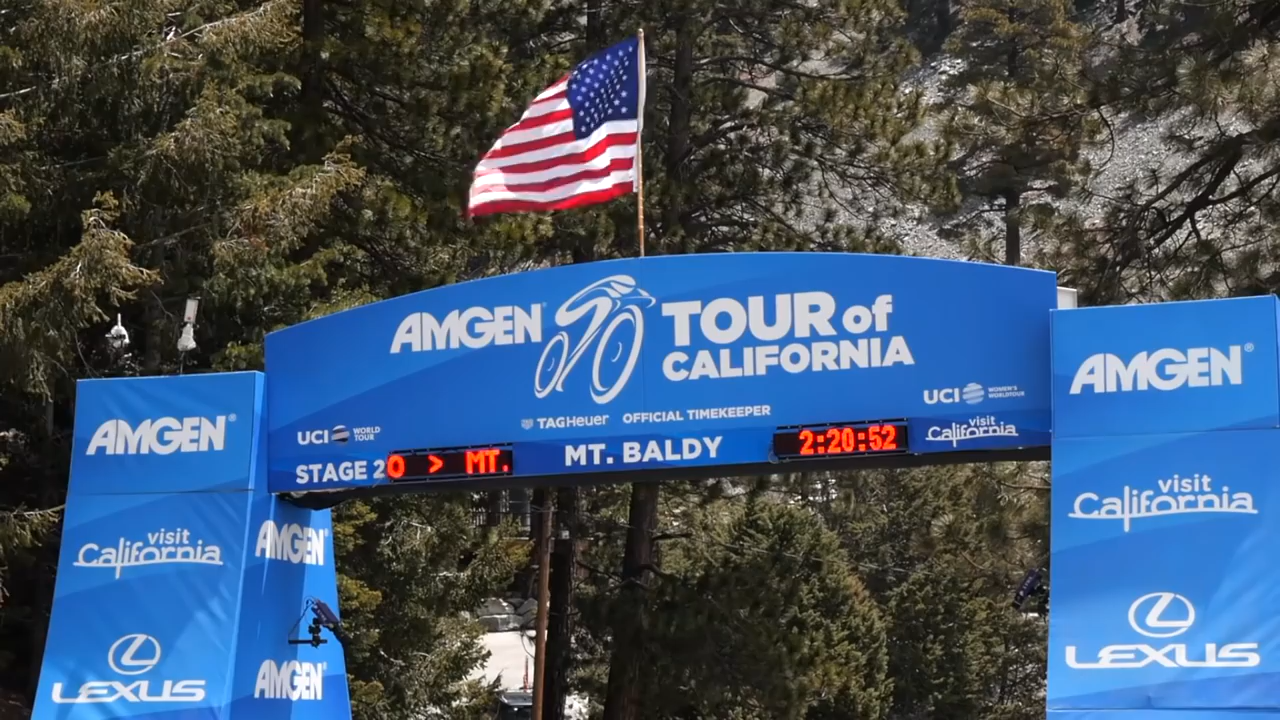 AMGEN
TOUR of
CALIFORNIA
UCI WORLD TOUR
TAGHeuer OFFICIAL TIMEKEEPER
UCI WOMEN'S WORLDTOUR
visit
California
STAGE 2
0 > MT.
MT. BALDY
2:20:52
AMGEN®
visit
California
LEXUS
AMGEN
AMGEN
AMGEN®
visit
California
LEXUS